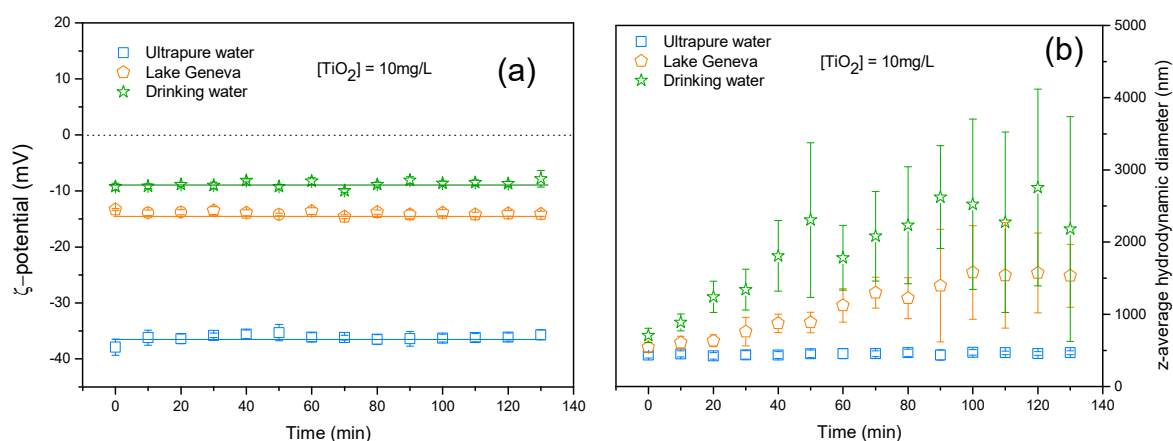 20
10
0
-10
-20
-30
-40
ζ−potential (mV)
0 20 40 60 80 100 120 140
Time (min)
Ultrapure water
Lake Geneva
Drinking water
[TiO2] = 10mg/L
(a)
Ultrapure water
Lake Geneva
Drinking water
[TiO2] = 10mg/L
(b)
5000
4000
3000
2000
1000
0
z-average hydrodynamic diameter (nm)
0 20 40 60 80 100 120 140
Time (min)